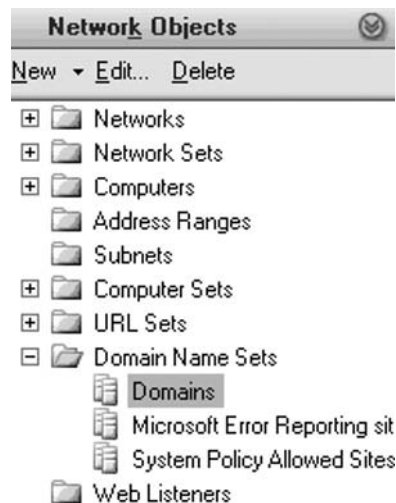 Network Objects
New Edit... Delete
Networks
Network Sets
Computers
Address Ranges
Subnets
Computer Sets
URL Sets
Domain Name Sets
Domains
Microsoft Error Reporting sit
System Policy Allowed Sites
Web Listeners